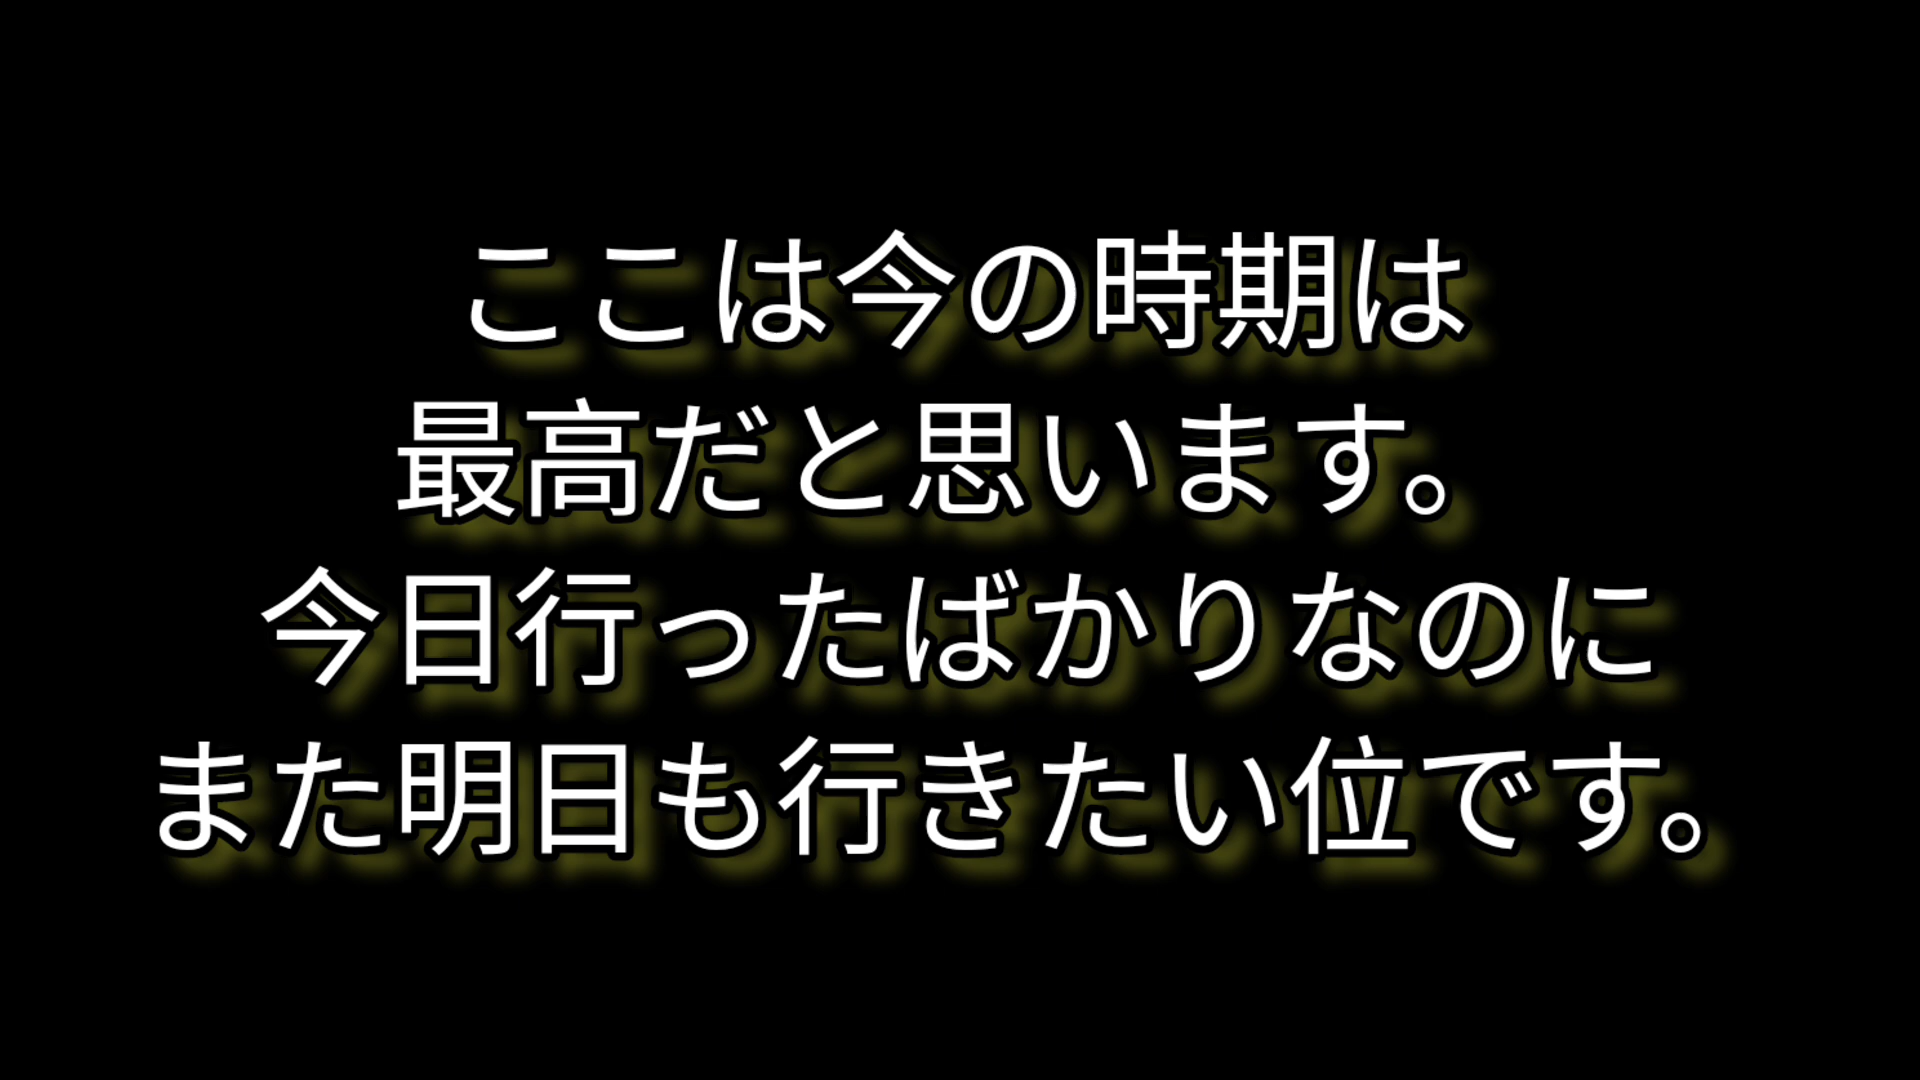 ここは今の時期は
最高だと思います。
今日行ったばかりなのに
また明日も行きたい位です。